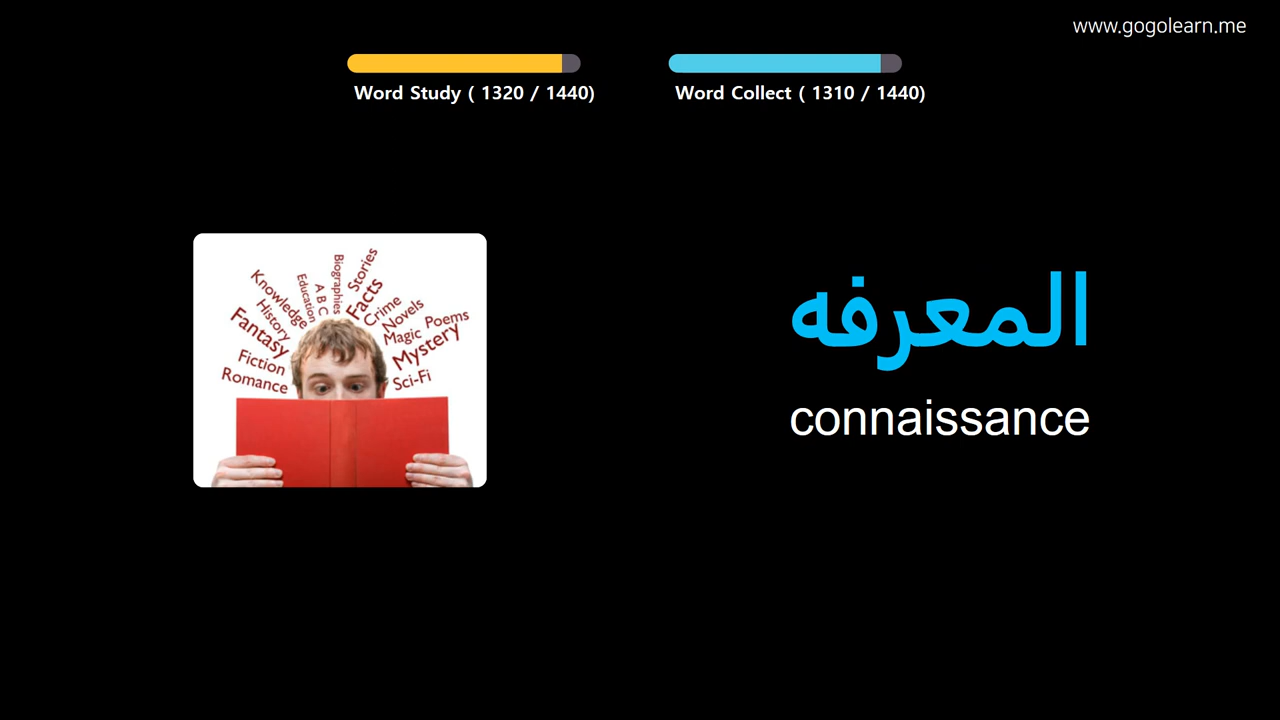 www.gogolearn.me
Word Study ( 1320 / 1440)
Word Collect ( 1310 / 1440)
Knowledge
History
Fantasy
Fiction
Romance
Education
A B C
Biographies
Stories
Facts
Crime
Novels
Magic
Poems
Mystery
Sci-Fi
المعرفه
connaissance